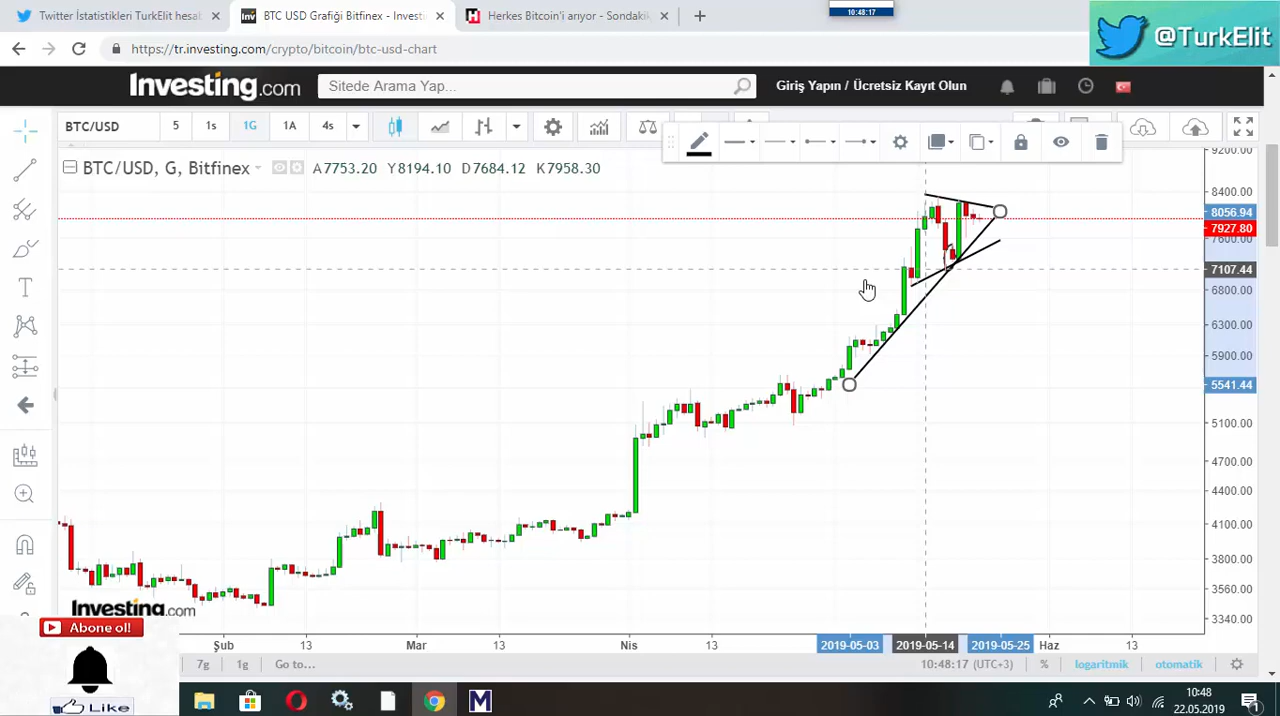 Twitter İstatistikleri TurkElit hesal
BTC USD Grafiği Bitfinex - Investi
Herkes Bitcoin'i arıyor - Sondakik
10:48:17
@TurkElit
https://tr.investing.com/crypto/bitcoin/btc-usd-chart
Investing.com
Sitede Arama Yap...
Giriş Yapın / Ücretsiz Kayıt Olun
BTC/USD
5
1s
1G
1A
4s
BTC/USD, G, Bitfinex
A7753.20 Y8194.10 D7684.12 K7958.30
9200.00
8400.00
8056.94
7927.80
7600.00
7107.44
6800.00
6300.00
5900.00
5541.44
5100.00
4700.00
4400.00
4100.00
3800.00
3560.00
3340.00
Investing.com
Abone ol!
Şub 13 Mar 13 Nis 13 2019-05-03 2019-05-14 2019-05-25 Haz 13
7g 1g Go to... 10:48:17 (UTC+3) % logaritmik otomatik
Like
10:48
22.05.2019
1